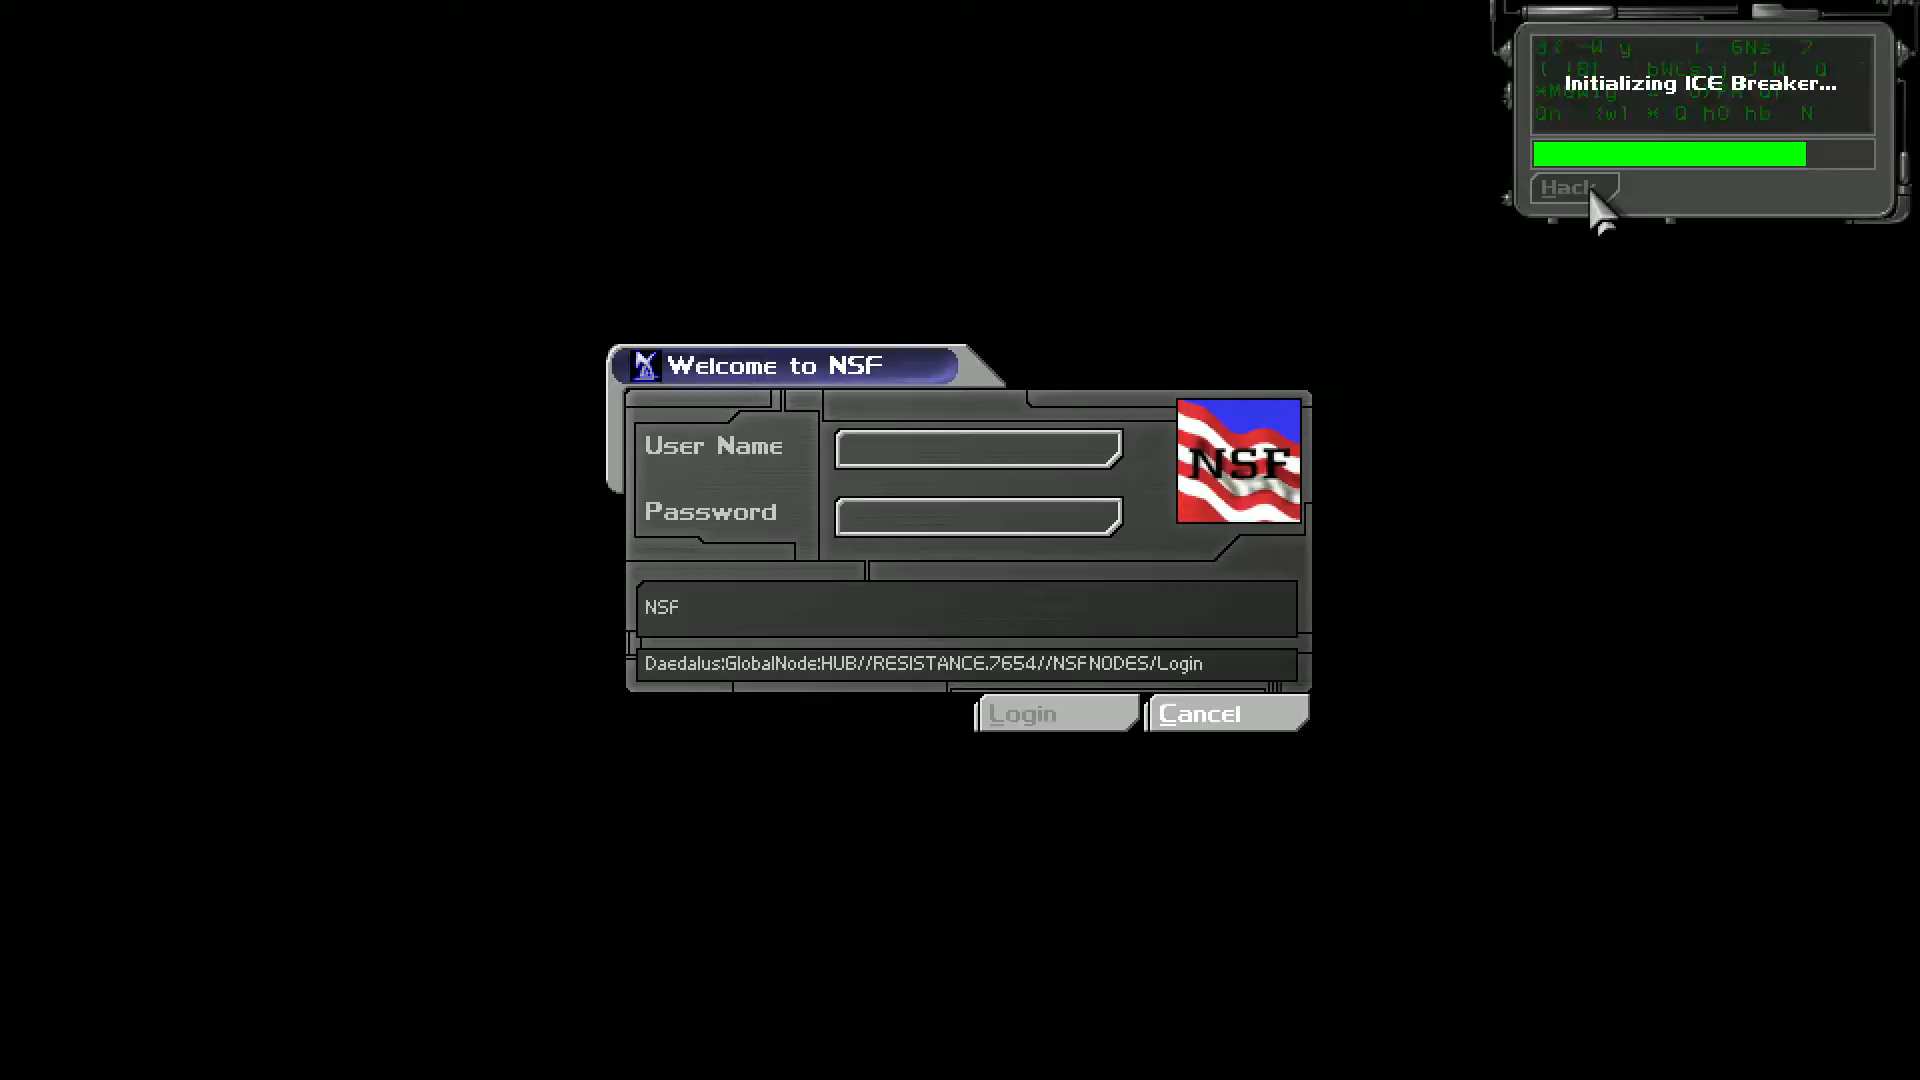 Initializing ICE Breaker...
Hack
Welcome to NSF
User Name
NSF
Password
NSF
Daedalus:GlobalNode:HUB//RESISTANCE.7654//NSFNODES/Login
Login
Cancel